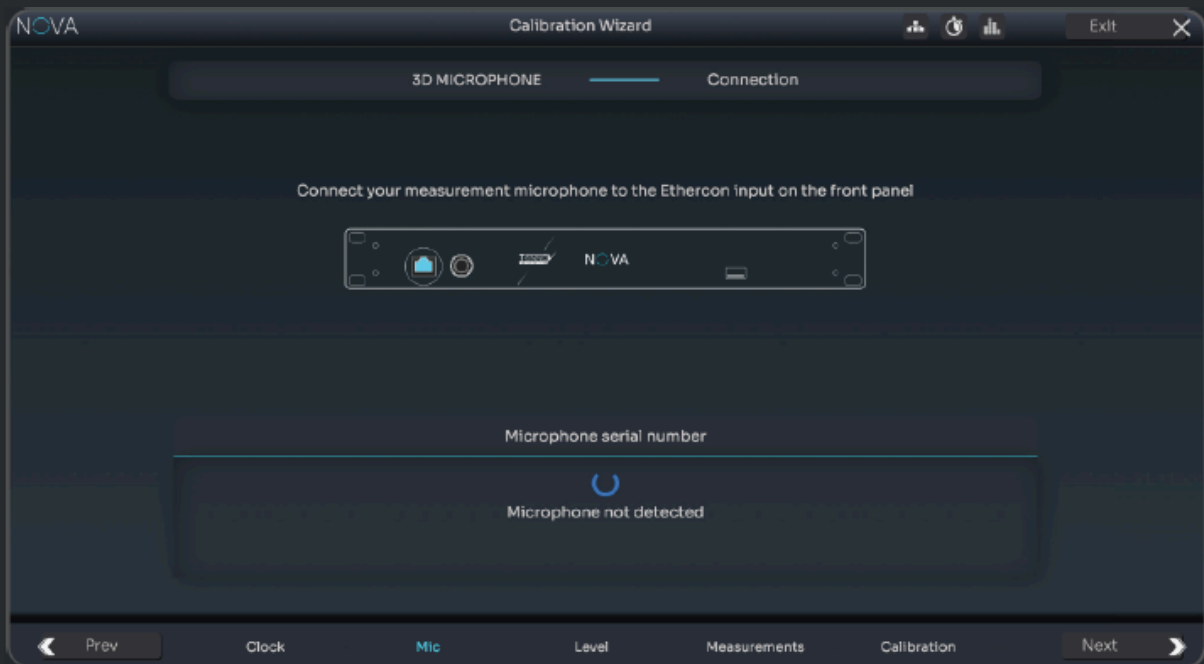 NOVA
Calibration Wizard
Exit
3D MICROPHONE
Connection
Connect your measurement microphone to the Ethercon input on the front panel
NOVA
Microphone serial number
Microphone not detected
Prev
Clock
Mic
Level
Measurements
Calibration
Next